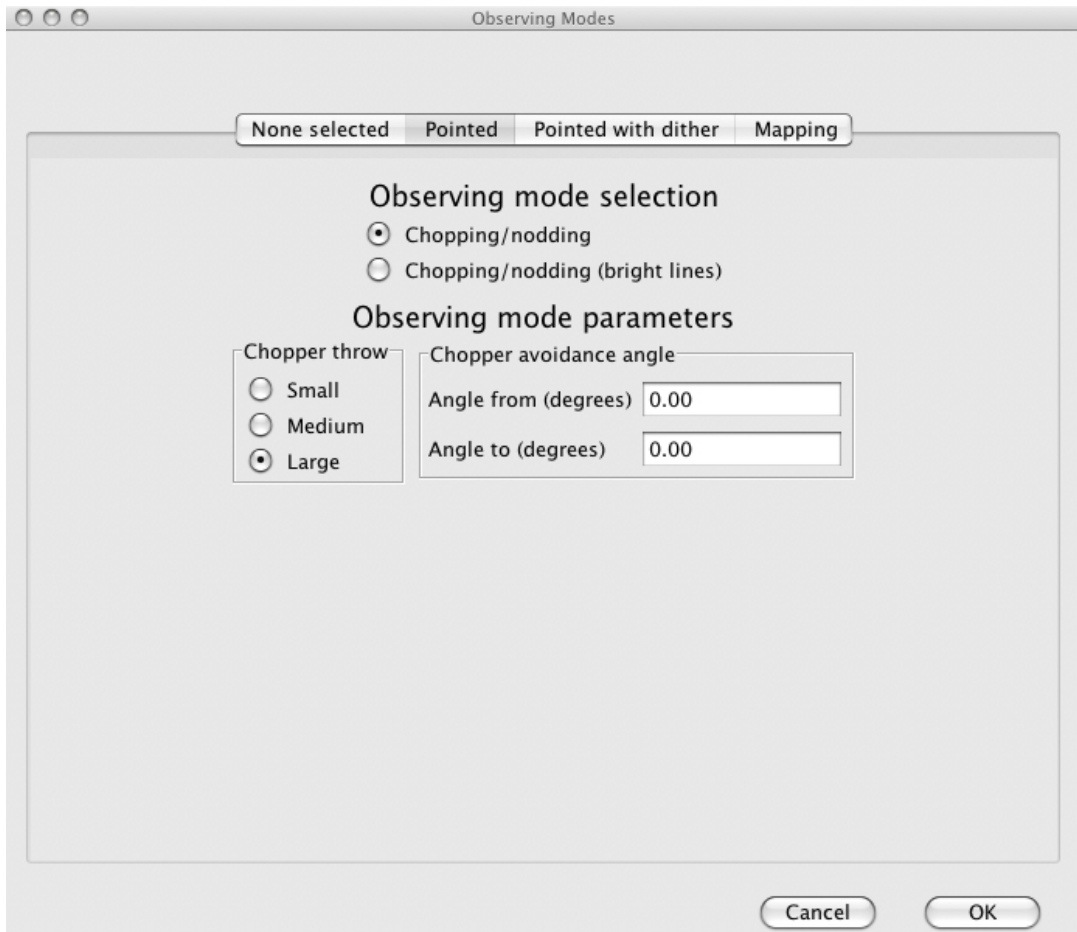 Observing Modes
None selected Pointed Pointed with dither Mapping
Observing mode selection
Chopping/nodding
Chopping/nodding (bright lines)
Observing mode parameters
Chopper throw
Small
Medium
Large
Chopper avoidance angle
Angle from (degrees) 0.00
Angle to (degrees) 0.00
Cancel OK